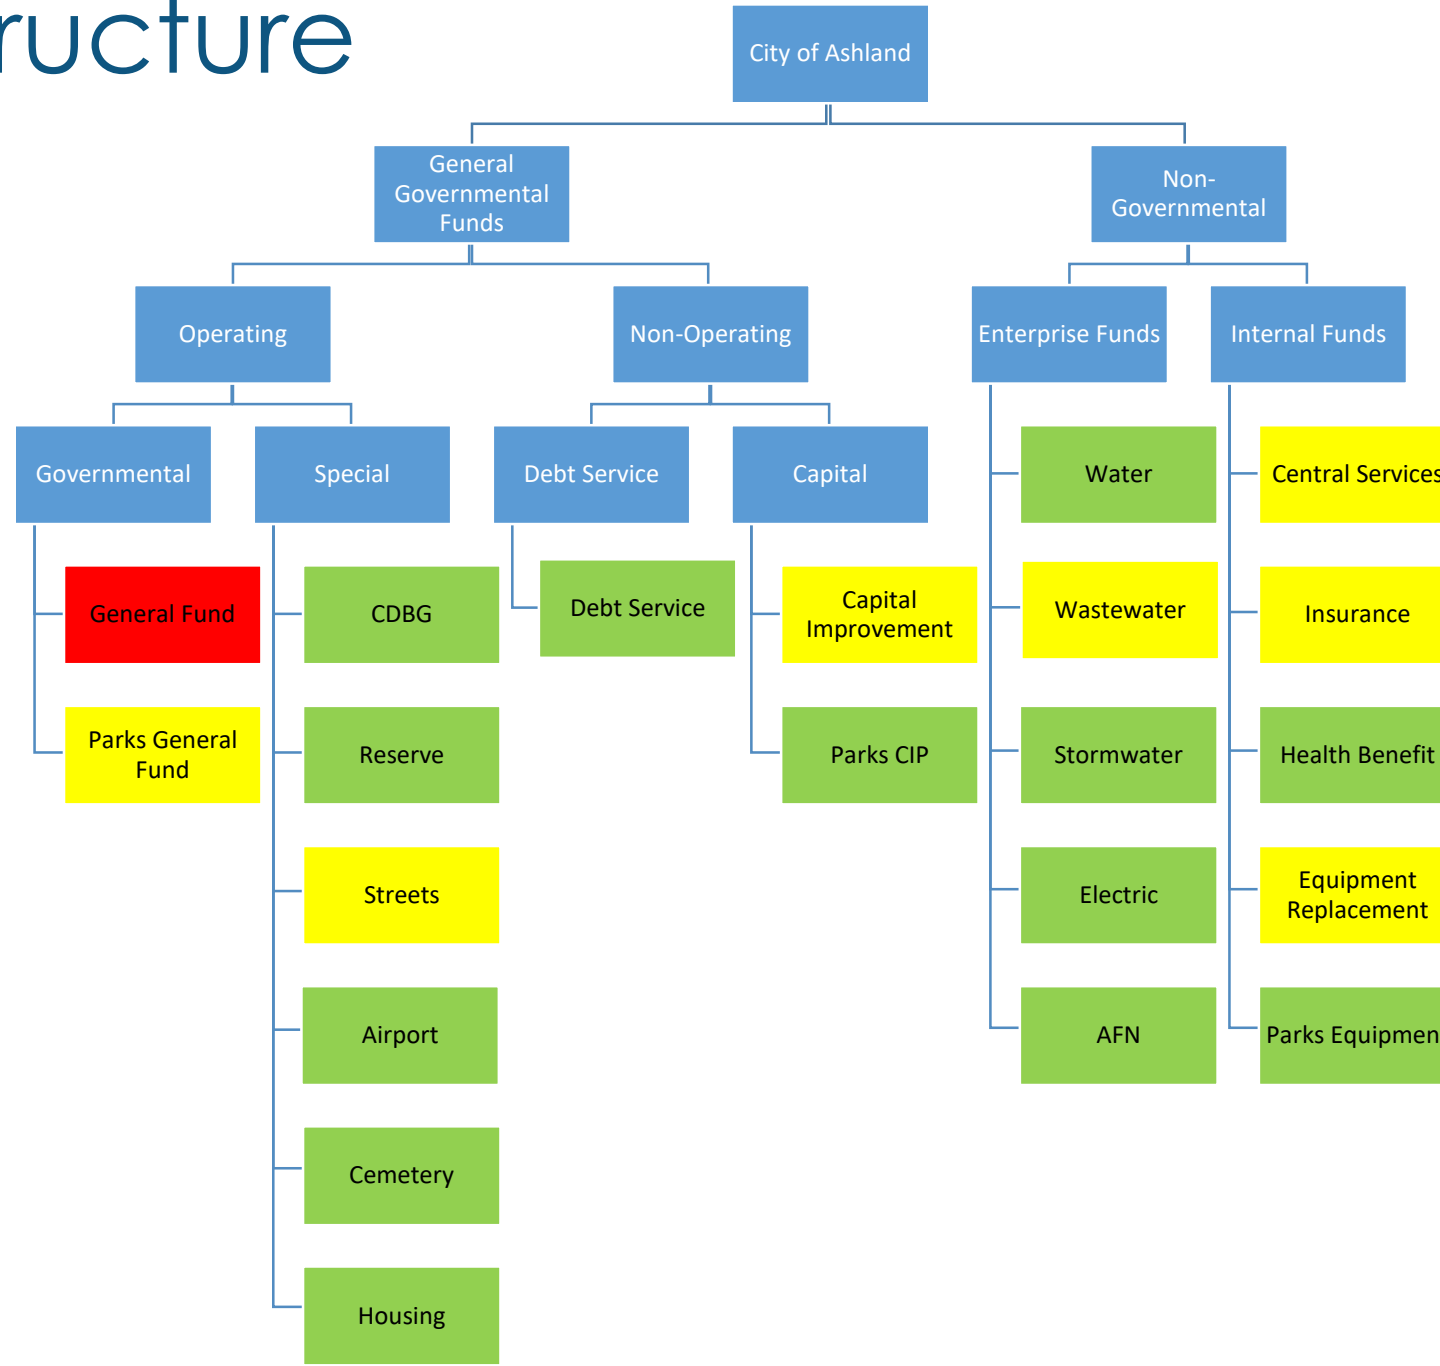 ructure
City of Ashland
General
Governmental
Funds
Non-
Governmental
Operating
Non-Operating
Enterprise Funds
Internal Funds
Governmental
Special
Debt Service
Capital
Water
Central Services
General Fund
CDBG
Debt Service
Capital
Improvement
Wastewater
Insurance
Parks General
Fund
Reserve
Parks CIP
Stormwater
Health Benefit
Streets
Electric
Equipment
Replacement
Airport
AFN
Parks Equipmen
Cemetery
Housing